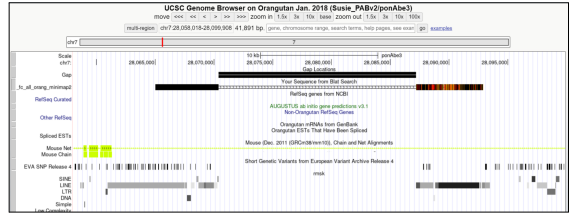 UCSC Genome Browser on Orangutan Jan. 2018 (Susie_PABv2/ponAbe3)
move <<< << < > >> >>> zoom in 1.5x 3x 10x base zoom out 1.5x 3x 10x 100x
multi-region chr7:28,058,018-28,099,908 41,891 bp. gene, chromosome range, search terms, help pages, see exam go examples
chr7 7
Scale 10 kb ponAbe3
chr7: 28,065,000 28,070,000 28,075,000 28,080,000 28,085,000 28,090,000 28,095,000
Gap Locations
Gap
Your Sequence from Blat Search
_fc_all_orang_minimap2
RefSeq genes from NCBI
RefSeq Curated
AUGUSTUS ab initio gene predictions v3.1
Non-Orangutan RefSeq Genes
Other RefSeq
Orangutan mRNAs from GenBank
Orangutan ESTs That Have Been Spliced
Spliced ESTs
Mouse (Dec. 2011 (GRCm38/mm10)), Chain and Net Alignments
Mouse Net
Mouse Chain
Short Genetic Variants from European Variant Archive Release 4
EVA SNP Release 4
rmsk
SINE
LINE
LTR
DNA
Simple
Low Complexity